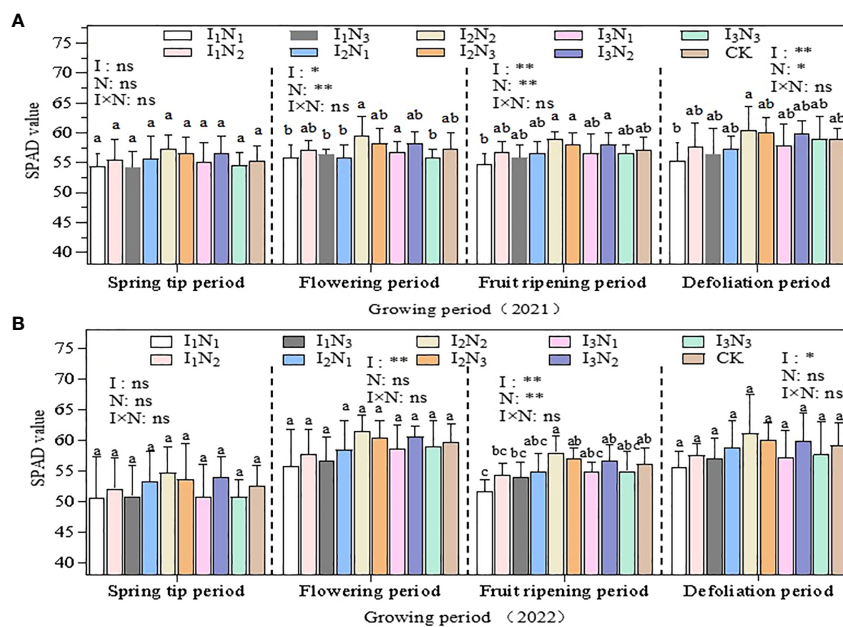 A
I1N1 I1N3 I2N2 I3N1 I3N3
I1N2 I2N1 I2N3 I3N2 CK
I : ns
N: ns
I×N: ns
I : *
N: **
I×N: ns
I : **
N: **
I×N: ns
I : **
N: *
I×N: ns
a a a a a a a a a a
b ab b b a ab a ab b ab
b ab ab ab a a ab a ab ab
b ab ab ab a ab ab ab ab ab
SPAD value
75
70
65
60
55
50
45
40
Spring tip period Flowering period Fruit ripening period Defoliation period
Growing period (2021)
B
I1N1 I1N3 I2N2 I3N1 I3N3
I1N2 I2N1 I2N3 I3N2 CK
I : ns
N: ns
I×N: ns
I : **
N: ns
I×N: ns
I : **
N: **
I×N: ns
I : *
N: ns
I×N: ns
a a a a a a a a a a
a a a a a a a a a a
c bc bc abc a ab abc ab abc ab
a a a a a a a a a a
SPAD value
75
70
65
60
55
50
45
40
Spring tip period Flowering period Fruit ripening period Defoliation period
Growing period (2022)